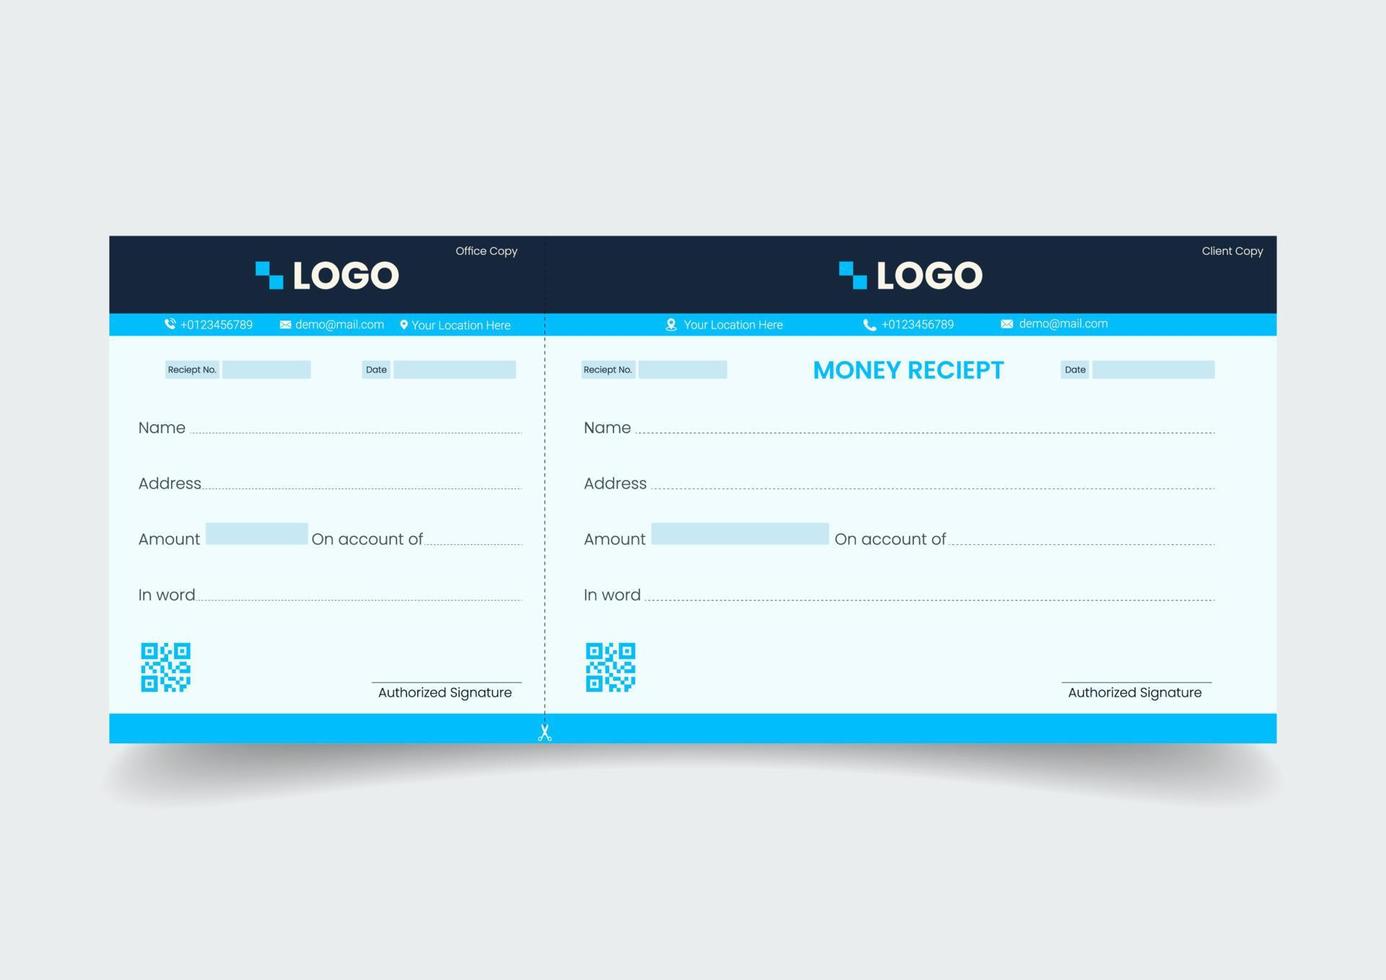 Office Copy
LOGO
+0123456789 demo@mail.com Your Location Here
Reciept No. Date
Name
Address
Amount On account of
In word
Authorized Signature
Client Copy
LOGO
Your Location Here +0123456789 demo@mail.com
Reciept No. MONEY RECIEPT Date
Name
Address
Amount On account of
In word
Authorized Signature